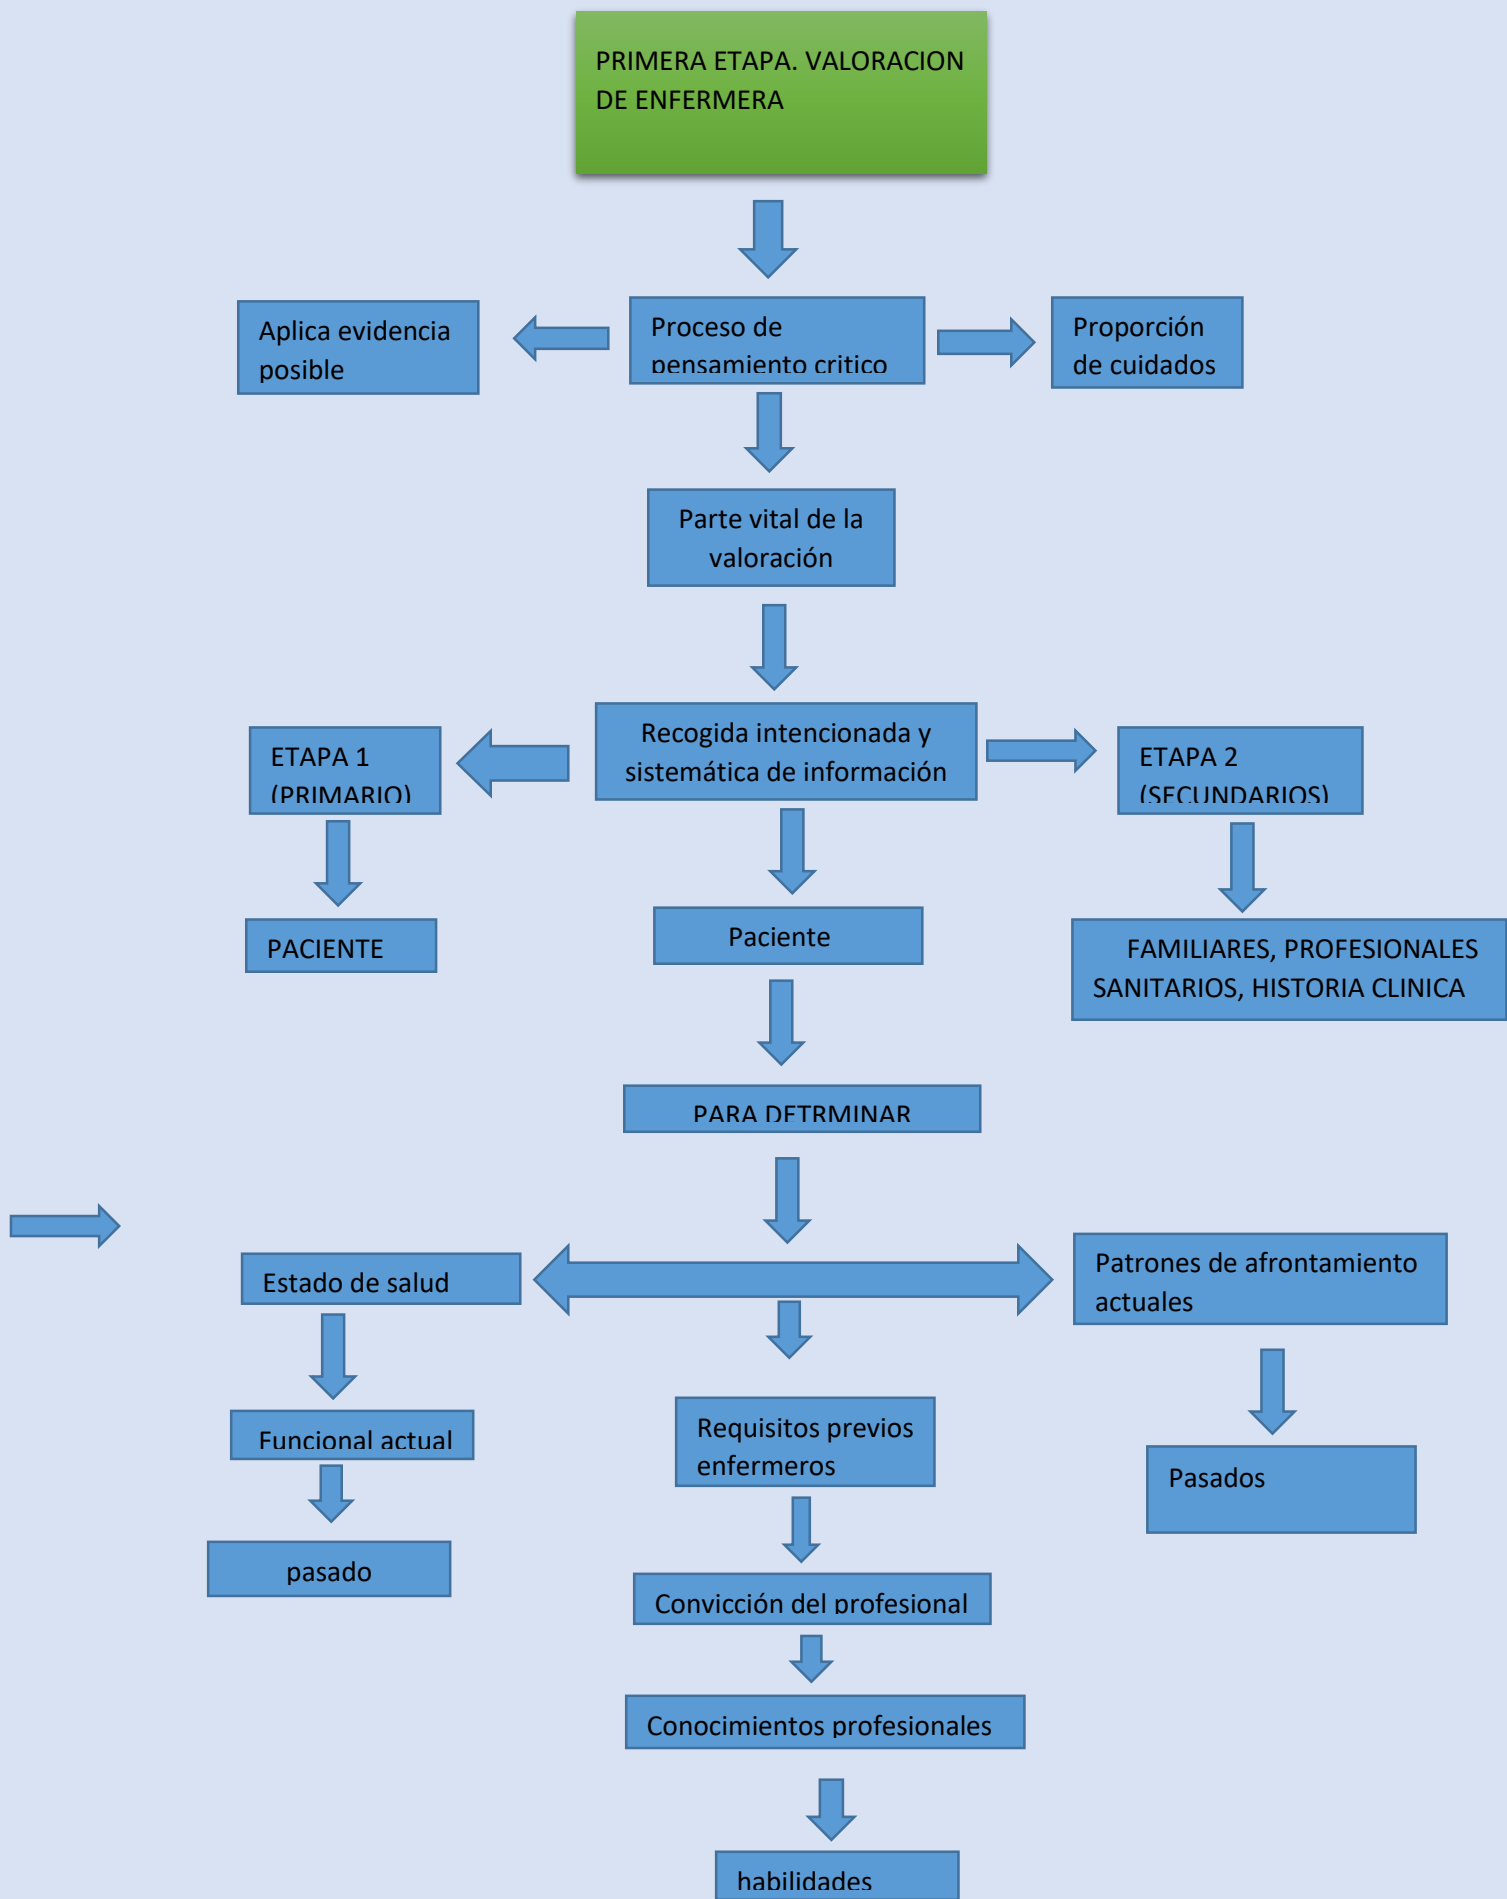 PRIMERA ETAPA. VALORACION
DE ENFERMERA
Aplica evidencia
posible
Proceso de
pensamiento critico
Proporción
de cuidados
Parte vital de la
valoración
Recogida intencionada y
sistemática de información
ETAPA 1
(PRIMARIO)
ETAPA 2
(SECUNDARIOS)
PACIENTE
Paciente
FAMILIARES, PROFESIONALES
SANITARIOS, HISTORIA CLINICA
PARA DETRMINAR
Estado de salud
Patrones de afrontamiento
actuales
Funcional actual
Requisitos previos
enfermeros
Pasados
pasado
Convicción del profesional
Conocimientos profesionales
habilidades